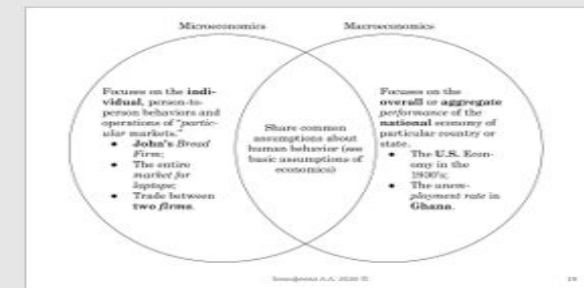 Microeconomics
Macroeconomics
Focuses on the indi-
vidual, person-to-
person behaviors and
operations of "partic-
ular markets."
• John's Bread
Firm;
• The entire
market for
laptops;
• Trade between
two firms.
Share common
assumptions about
human behavior (see
basic assumptions of
economics)
Focuses on the
overall or aggregate
performance of the
national economy of
particular country or
state.
• The U.S. Econ-
omy in the
1930's;
• The unem-
ployment rate in
Ghana.
A.A. 2020 ©